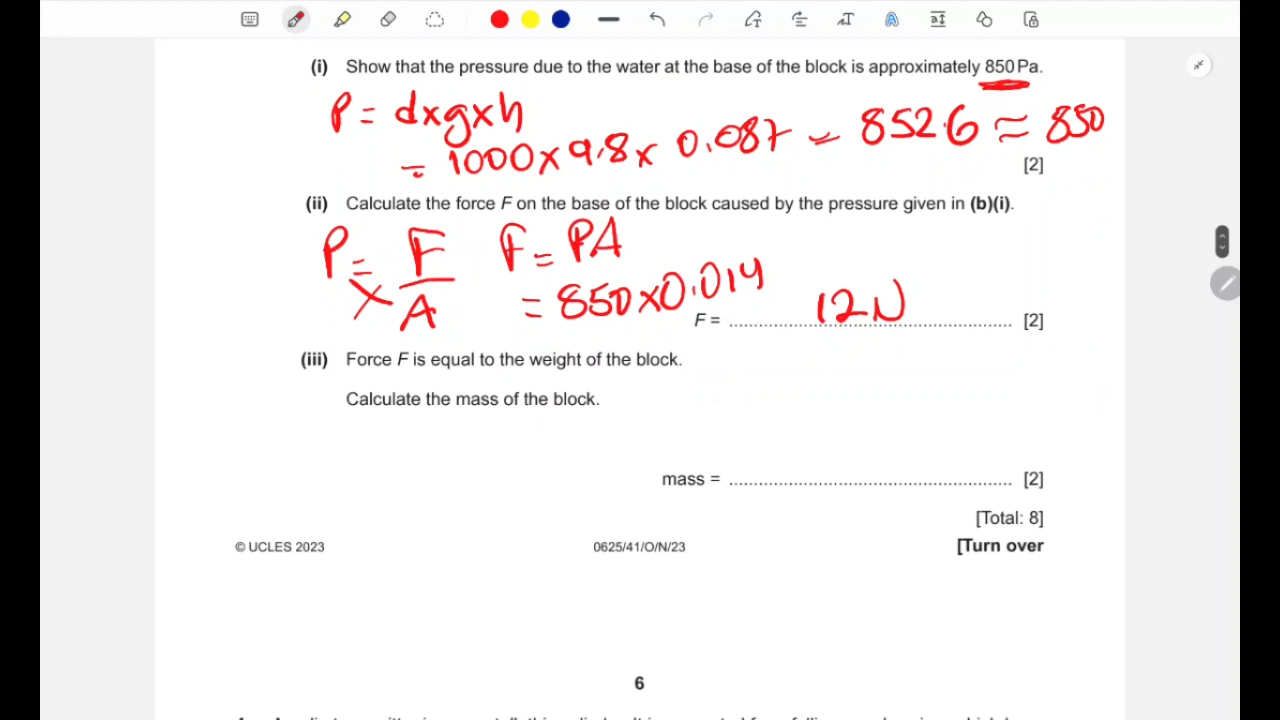 (i) Show that the pressure due to the water at the base of the block is approximately 850 Pa.
P = d×g×h
= 1000 × 9.8 × 0.087 = 852.6 ≈ 850
[2]
(ii) Calculate the force F on the base of the block caused by the pressure given in (b)(i).
P = F/A F = PA
= 850×0.014
F = 12N [2]
(iii) Force F is equal to the weight of the block.
Calculate the mass of the block.
mass = [2]
[Total: 8]
© UCLES 2023 0625/41/O/N/23 [Turn over
6